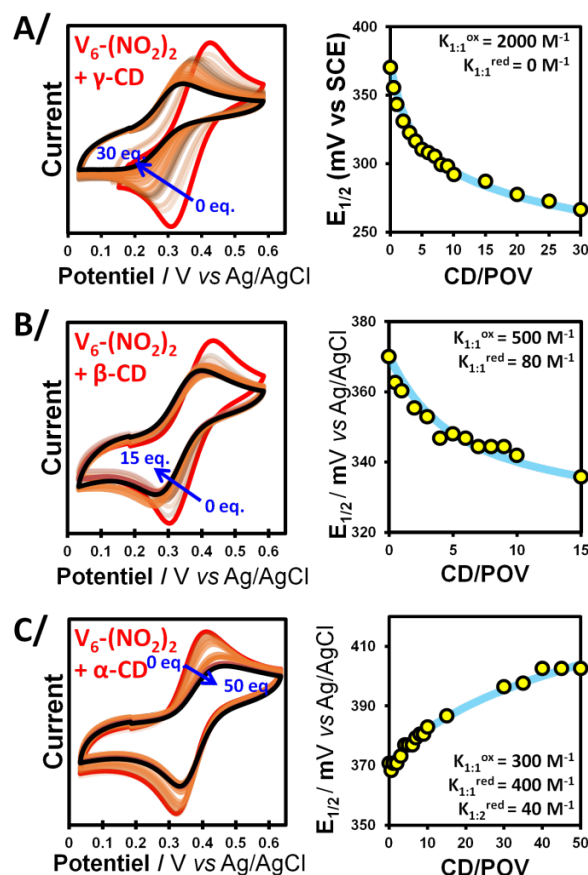 A/
V₆-(NO₂)₂
+ γ-CD
30 eq.
0 eq.
Current
0 0.1 0.2 0.3 0.4 0.5 0.6
Potentiel / V vs Ag/AgCl
K₁:₁ᵒˣ = 2000 M⁻¹
K₁:₁ʳᵉᵈ = 0 M⁻¹
E₁/₂ (mV vs SCE)
400
350
300
250
0 5 10 15 20 25 30
CD/POV
B/
V₆-(NO₂)₂
+ β-CD
15 eq.
0 eq.
Current
0 0.1 0.2 0.3 0.4 0.5 0.6
Potentiel / V vs Ag/AgCl
K₁:₁ᵒˣ = 500 M⁻¹
K₁:₁ʳᵉᵈ = 80 M⁻¹
E₁/₂ / mV vs Ag/AgCl
380
360
340
320
0 5 10 15
CD/POV
C/
V₆-(NO₂)₂
+ α-CD
0 eq.
50 eq.
Current
0 0.1 0.2 0.3 0.4 0.5 0.6
Potentiel / V vs Ag/AgCl
K₁:₁ᵒˣ = 300 M⁻¹
K₁:₁ʳᵉᵈ = 400 M⁻¹
K₁:₂ʳᵉᵈ = 40 M⁻¹
E₁/₂ / mV vs Ag/AgCl
410
390
370
350
0 10 20 30 40 50
CD/POV